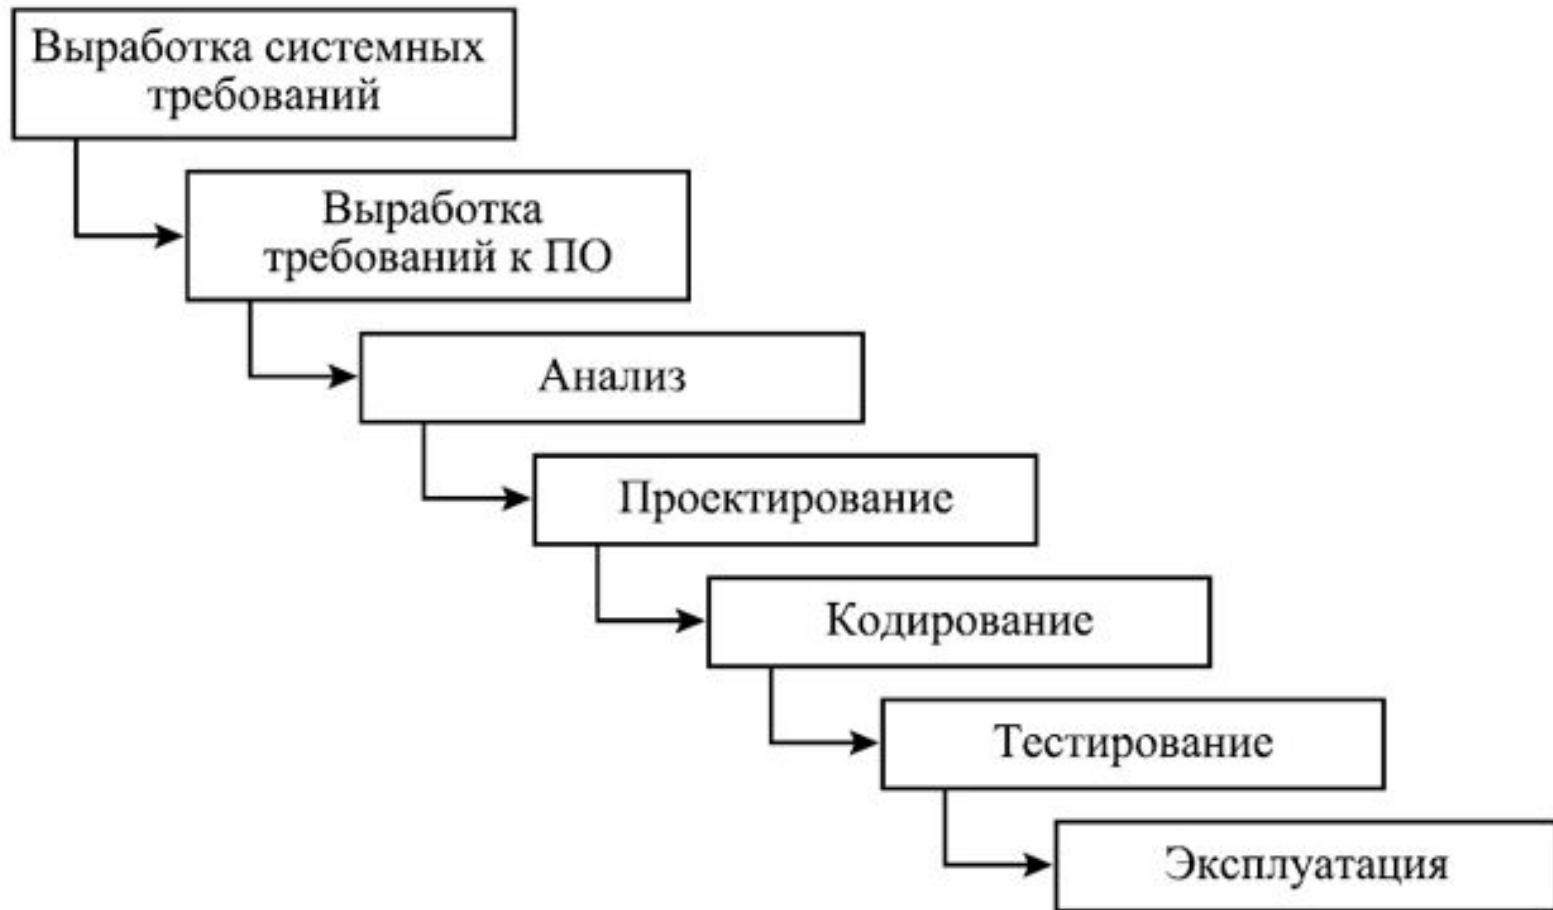 Выработка системных
требований
Выработка
требований к ПО
Анализ
Проектирование
Кодирование
Тестирование
Эксплуатация